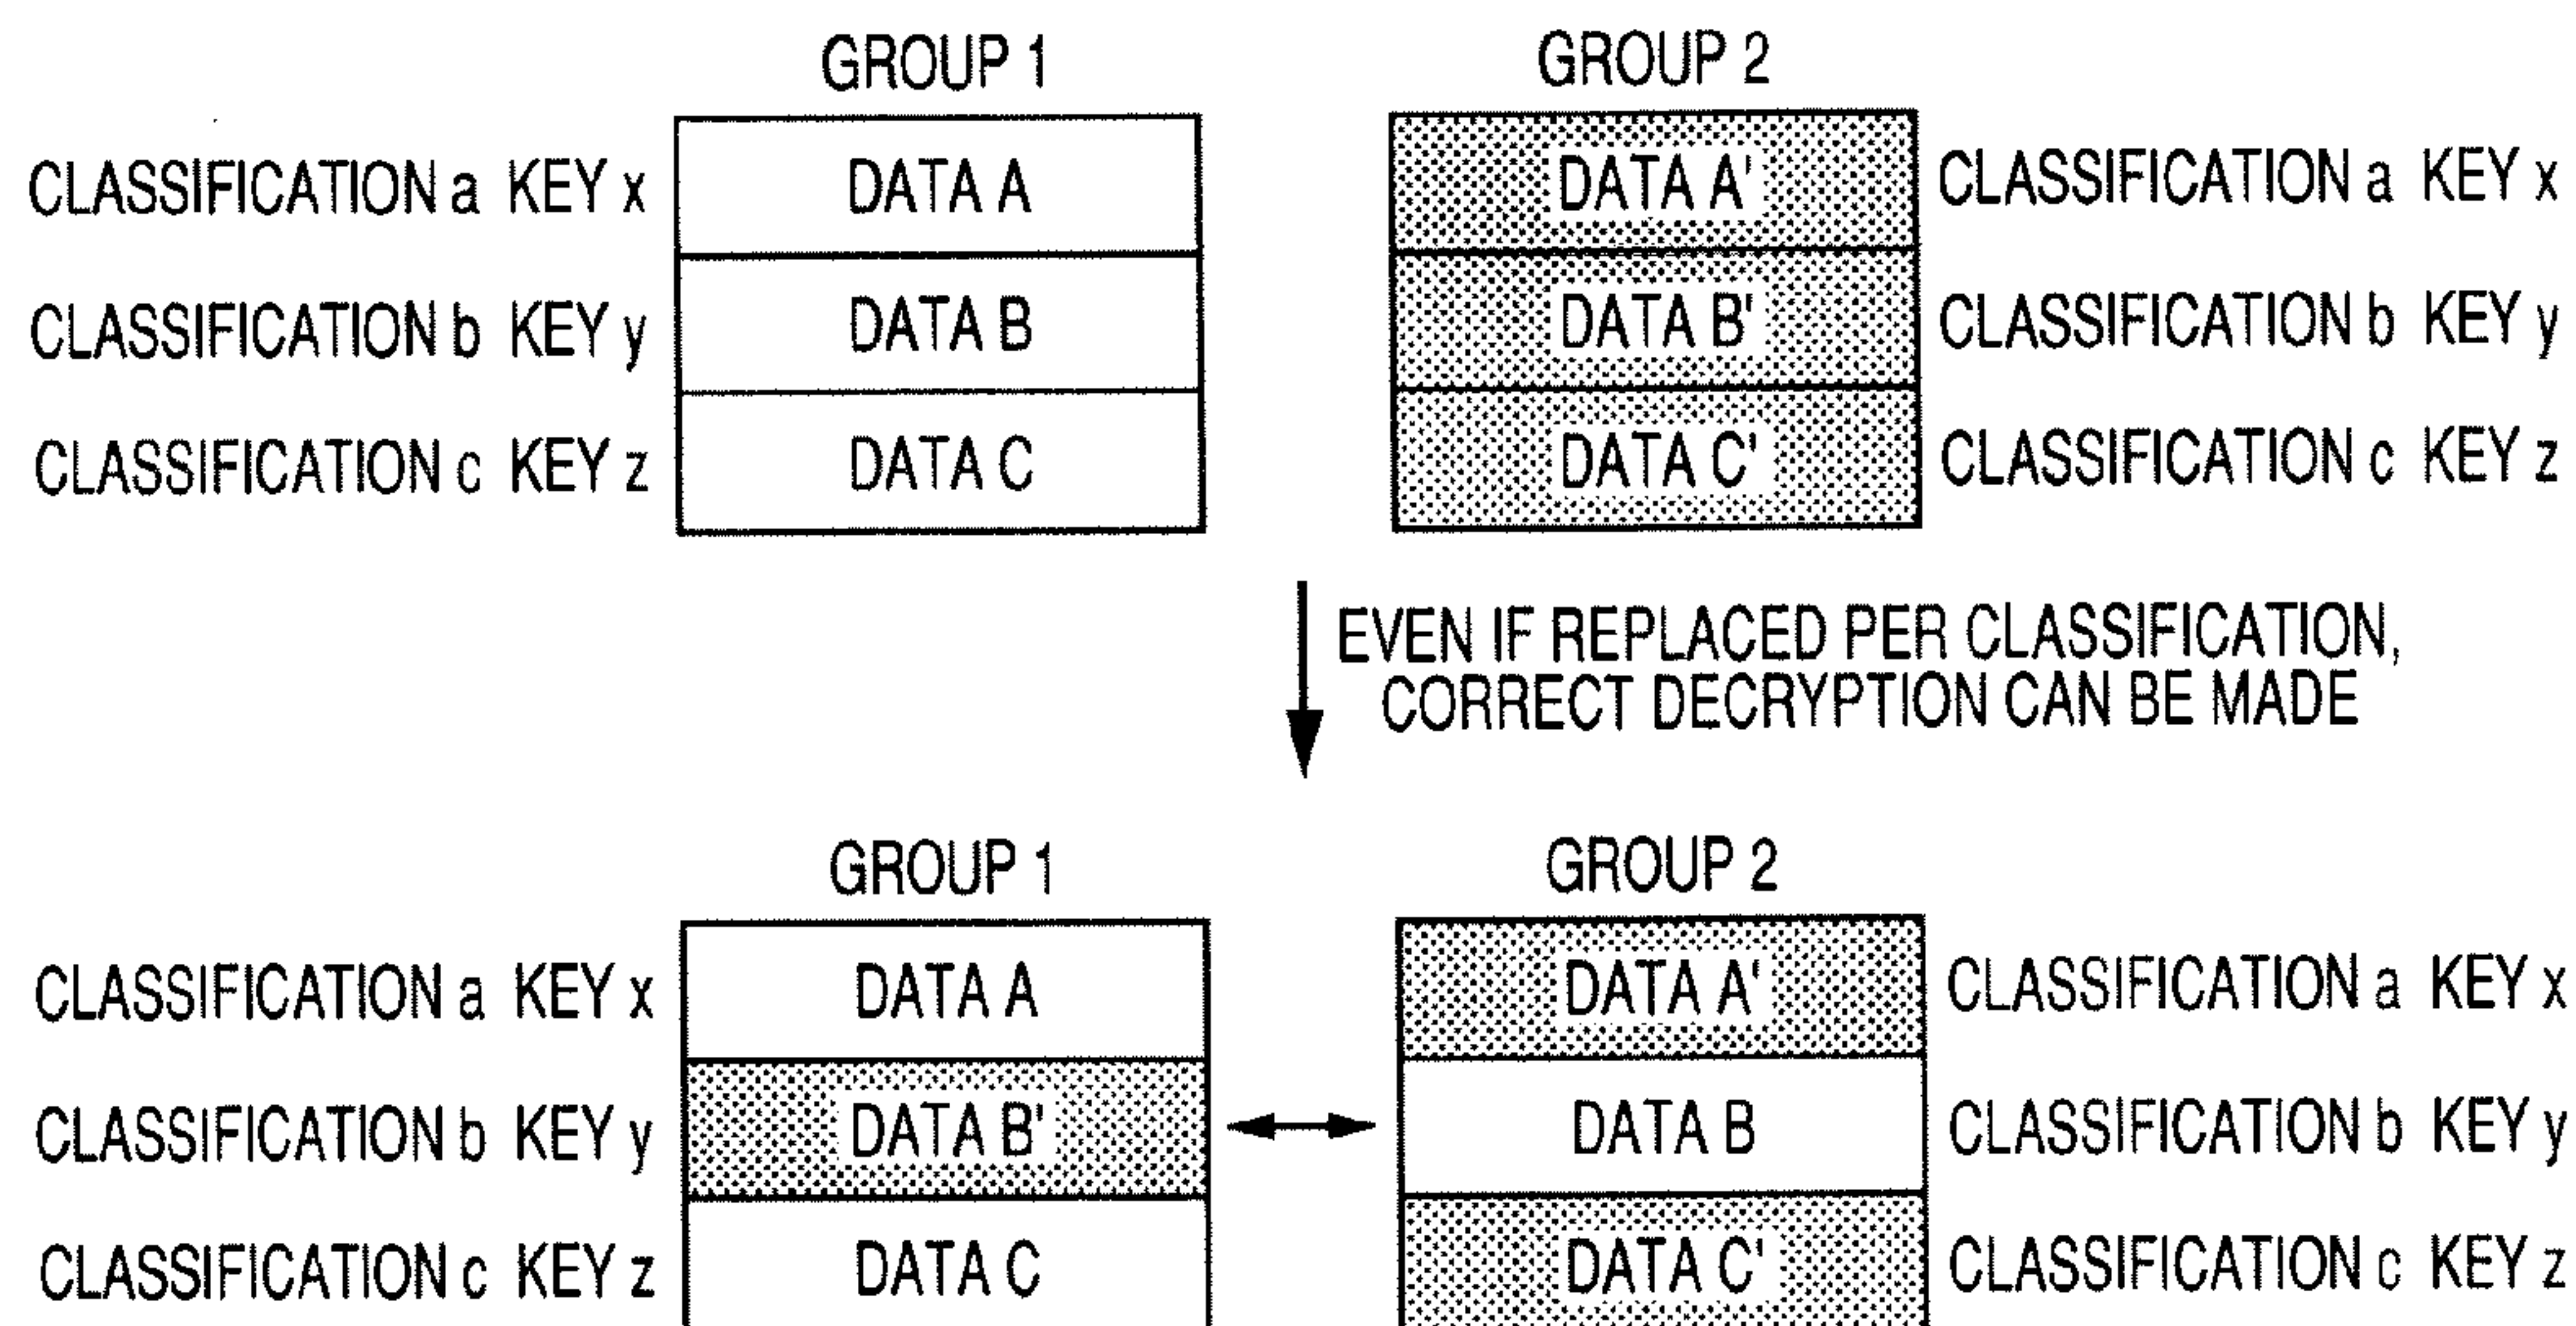 GROUP 1 GROUP 2
CLASSIFICATION a KEY x DATA A DATA A' CLASSIFICATION a KEY x
CLASSIFICATION b KEY y DATA B DATA B' CLASSIFICATION b KEY y
CLASSIFICATION c KEY z DATA C DATA C' CLASSIFICATION c KEY z
EVEN IF REPLACED PER CLASSIFICATION,
CORRECT DECRYPTION CAN BE MADE
GROUP 1 GROUP 2
CLASSIFICATION a KEY x DATA A DATA A' CLASSIFICATION a KEY x
CLASSIFICATION b KEY y DATA B' DATA B CLASSIFICATION b KEY y
CLASSIFICATION c KEY z DATA C DATA C' CLASSIFICATION c KEY z